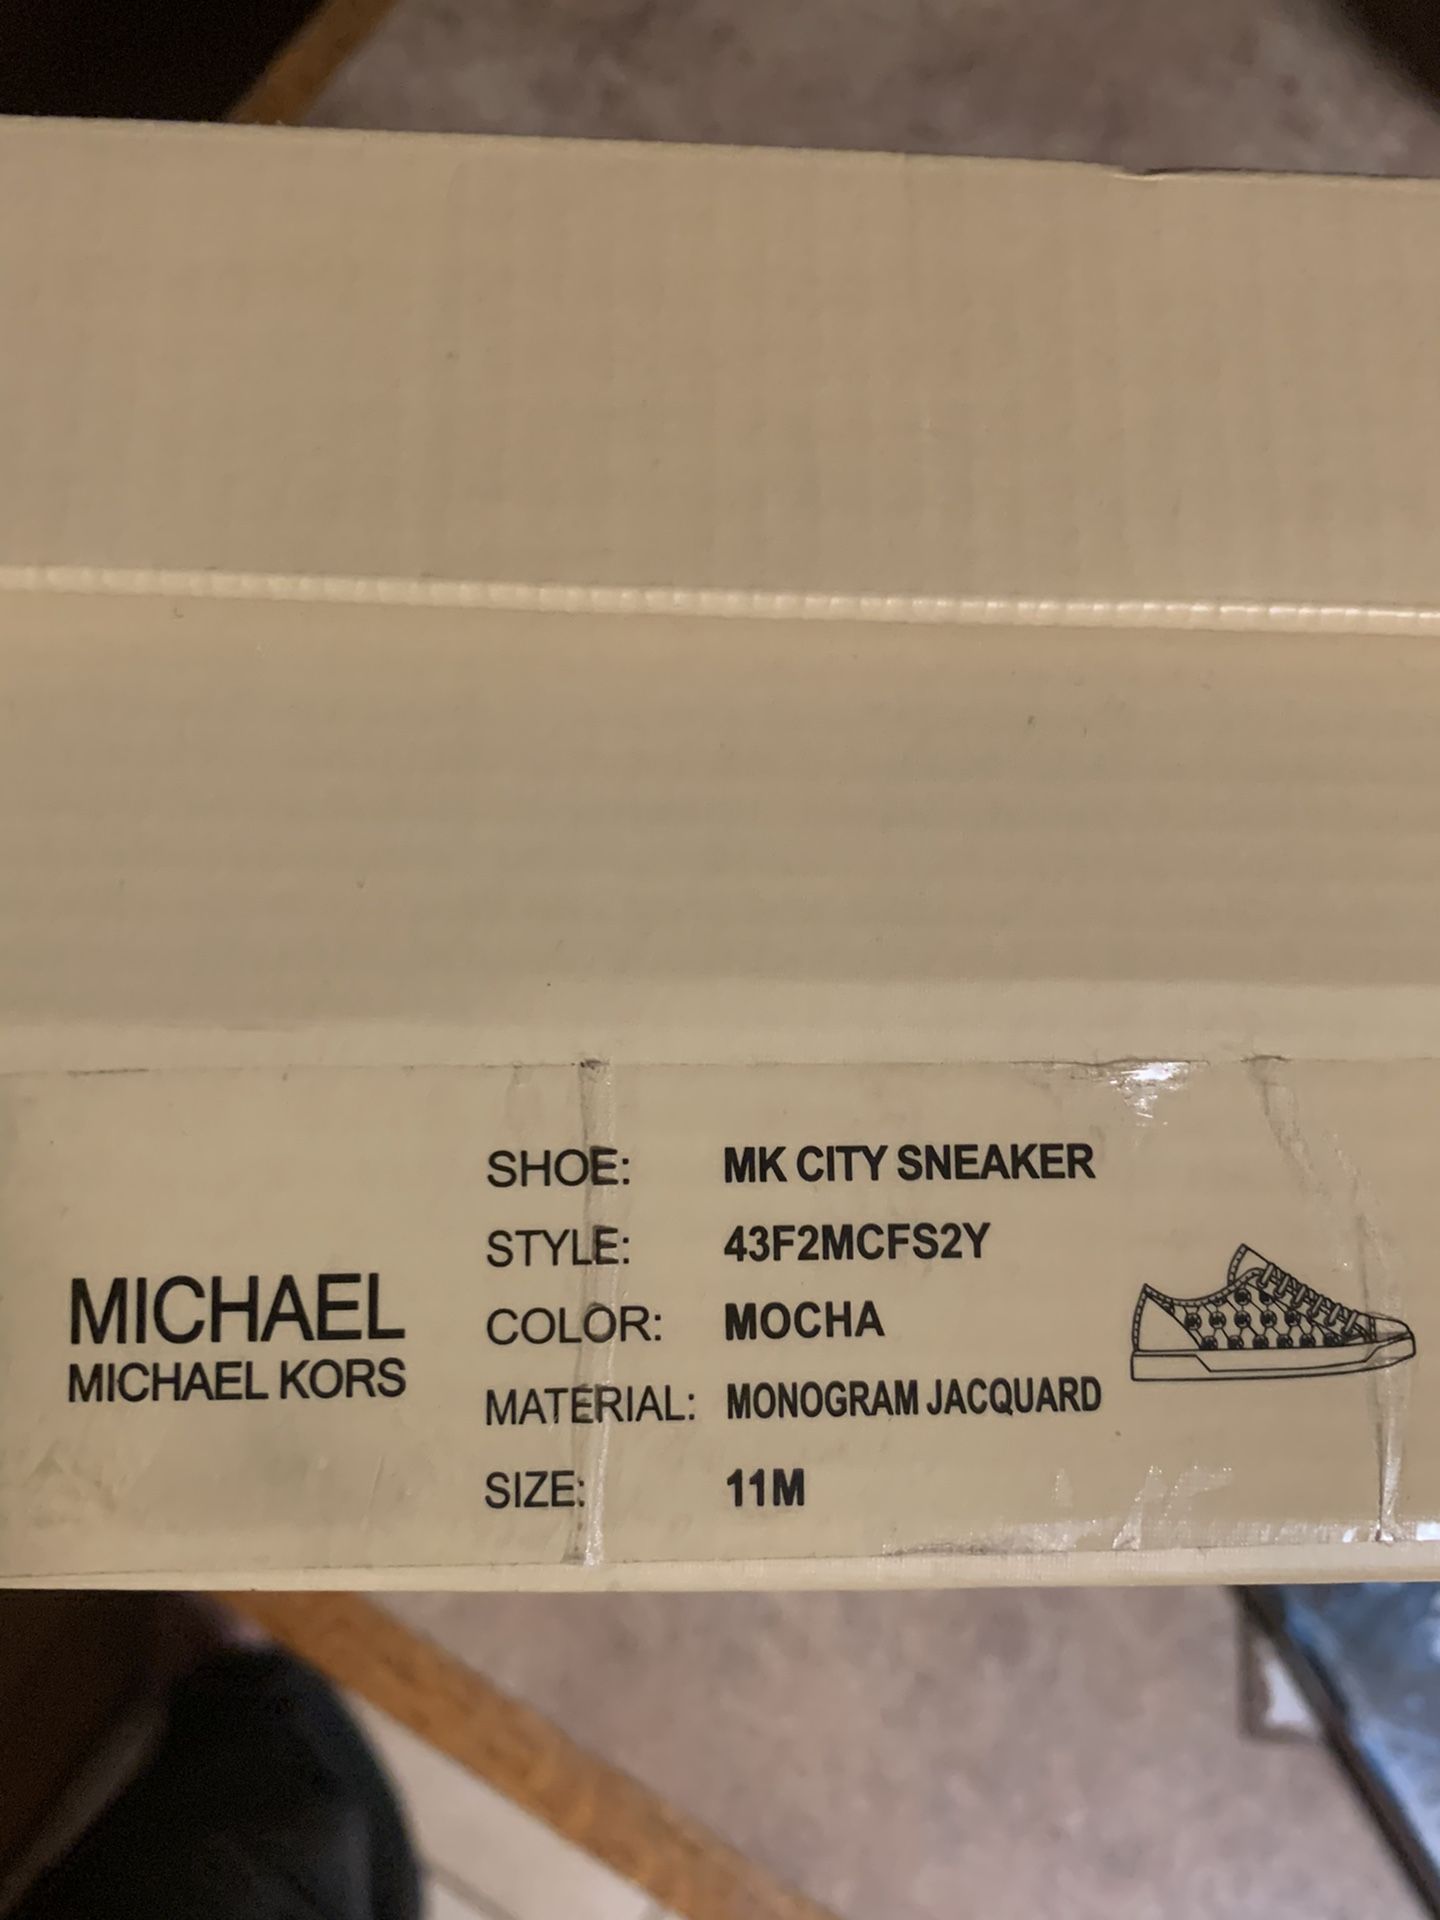 MICHAEL
MICHAEL KORS
SHOE: MK CITY SNEAKER
STYLE: 43F2MCFS2Y
COLOR: MOCHA
MATERIAL: MONOGRAM JACQUARD
SIZE: 11M